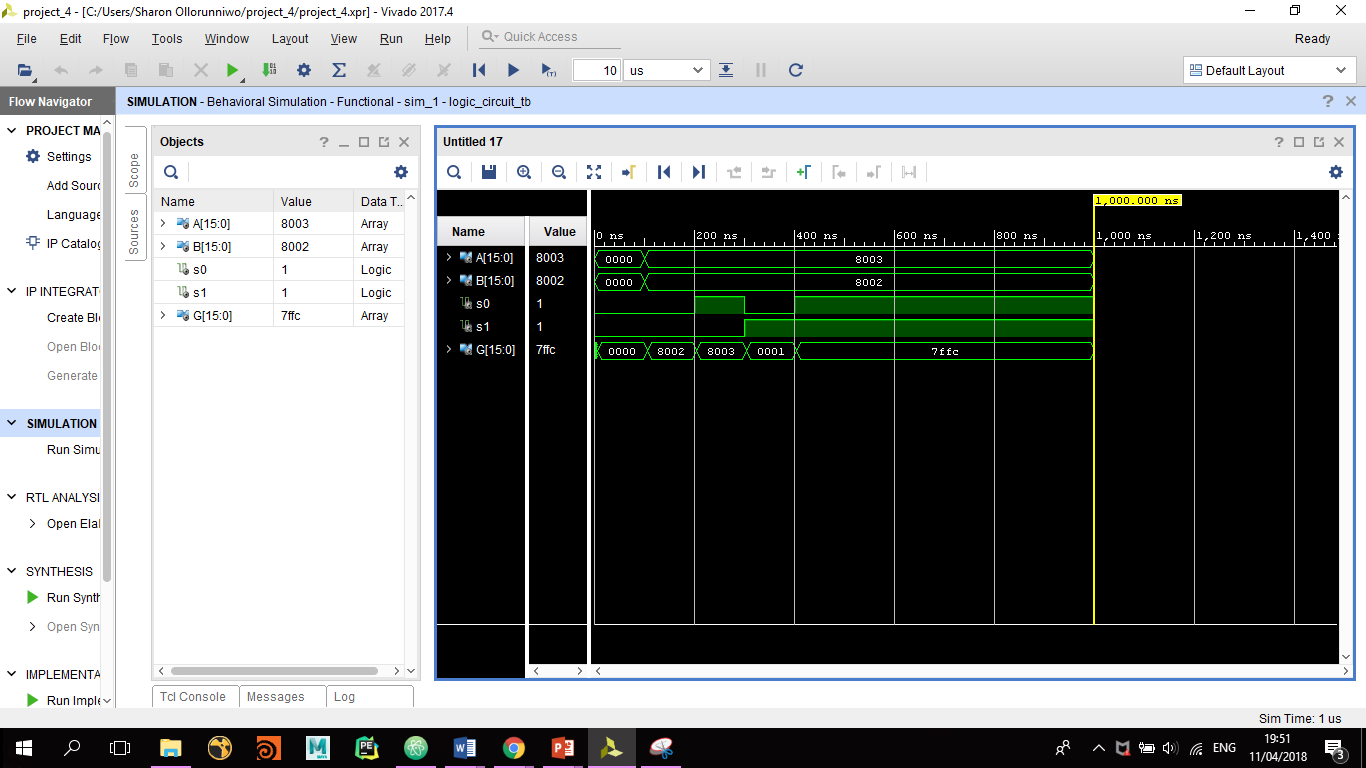 project_4 - [C:/Users/Sharon Ollorunniwo/project_4/project_4.xpr] - Vivado 2017.4
File Edit Flow Tools Window Layout View Run Help Quick Access Ready
10 us Default Layout
Flow Navigator SIMULATION - Behavioral Simulation - Functional - sim_1 - logic_circuit_tb
PROJECT MA
Settings
Add Sourc
Language
IP Catalog
IP INTEGRAT
Create Blo
Open Bloc
Generate
SIMULATION
Run Simu
RTL ANALYSI
Open Elal
SYNTHESIS
Run Synth
Open Syn
IMPLEMENTA
Run Imple
Scope
Sources
Objects
Name Value Data T...
A[15:0] 8003 Array
B[15:0] 8002 Array
s0 1 Logic
s1 1 Logic
G[15:0] 7ffc Array
Tcl Console Messages Log
Untitled 17
1,000.000 ns
Name Value 0 ns 200 ns 400 ns 600 ns 800 ns 1,000 ns 1,200 ns 1,400
A[15:0] 8003 0000 8003
B[15:0] 8002 0000 8002
s0 1
s1 1
G[15:0] 7ffc 0000 8002 8003 0001 7ffc
Sim Time: 1 us
ENG 19:51
11/04/2018
3